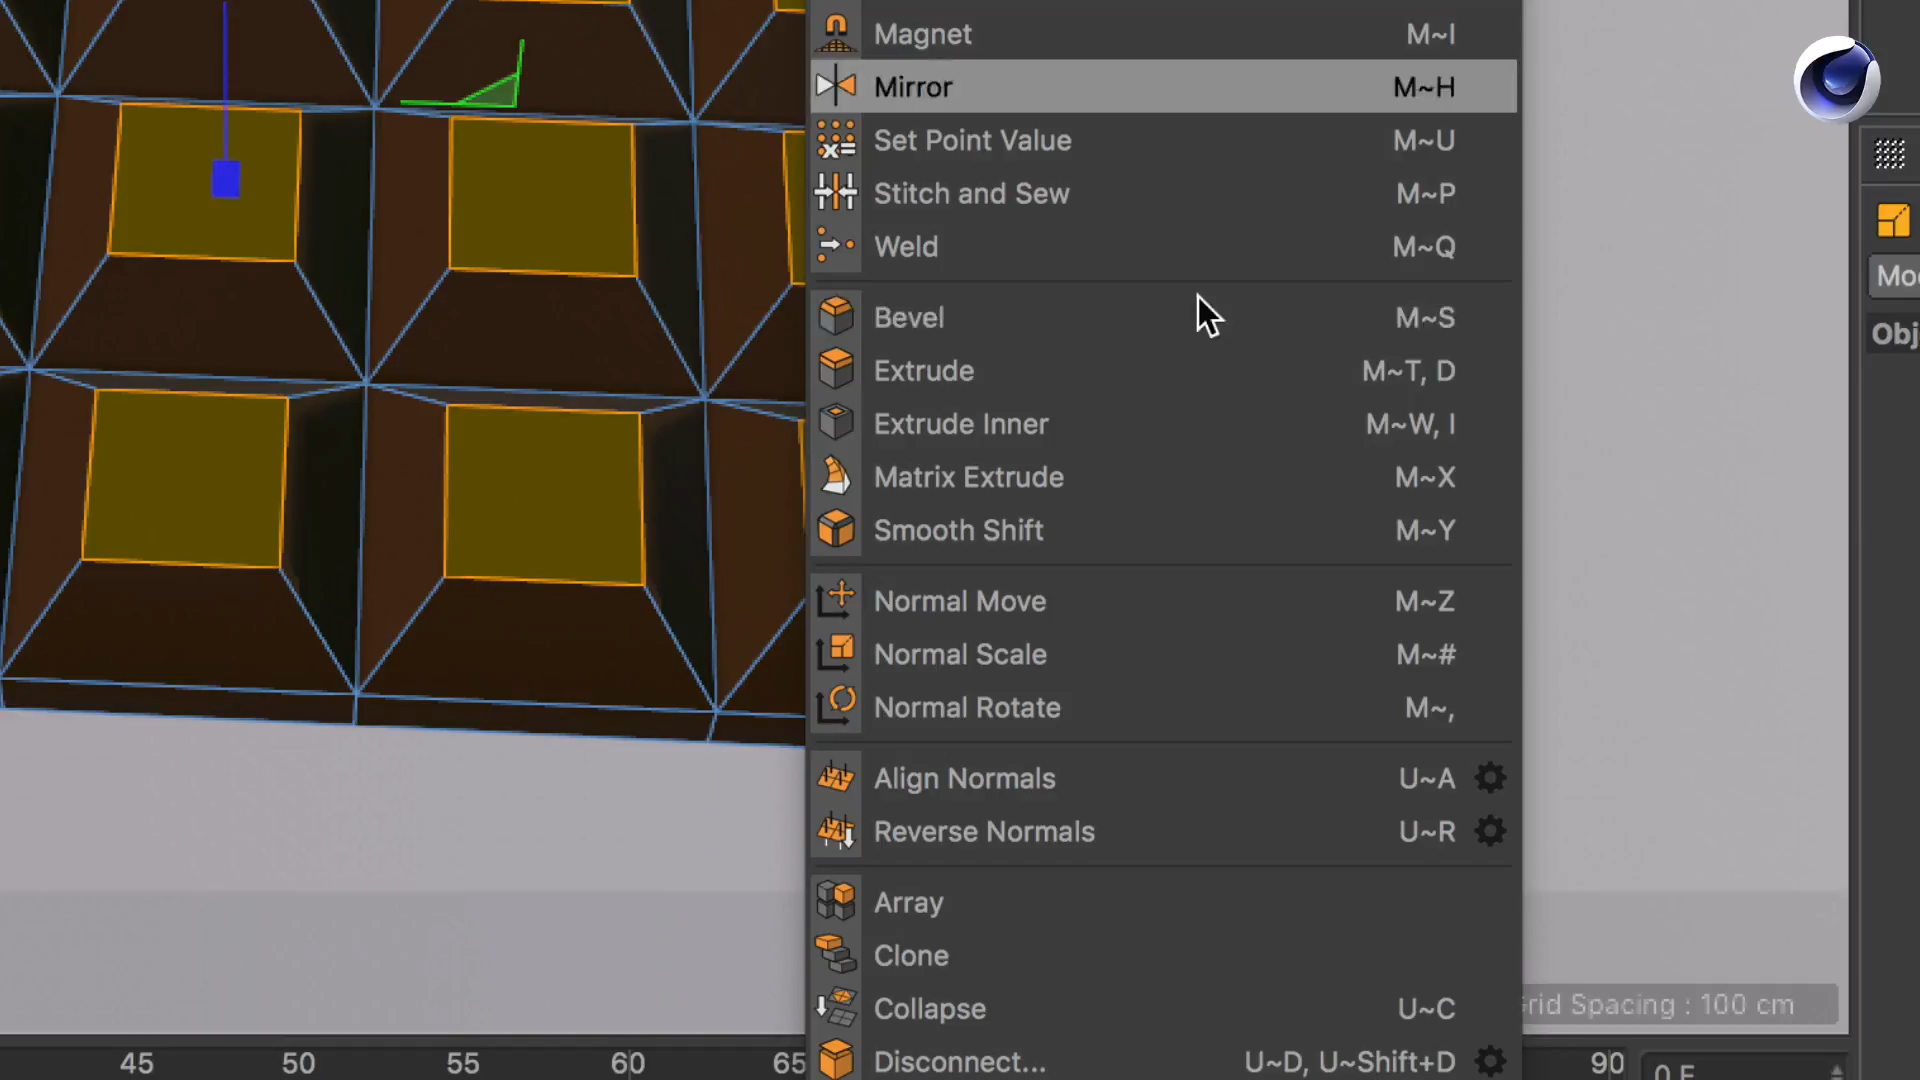 Magnet M~I
Mirror M~H
Set Point Value M~U
Stitch and Sew M~P
Weld M~Q
Bevel M~S
Extrude M~T, D
Extrude Inner M~W, I
Matrix Extrude M~X
Smooth Shift M~Y
Normal Move M~Z
Normal Scale M~#
Normal Rotate M~,
Align Normals U~A
Reverse Normals U~R
Array
Clone
Collapse U~C
Disconnect... U~D, U~Shift+D
Mo
Obj
rid Spacing : 100 cm
45 50 55 60 65 90
0 F